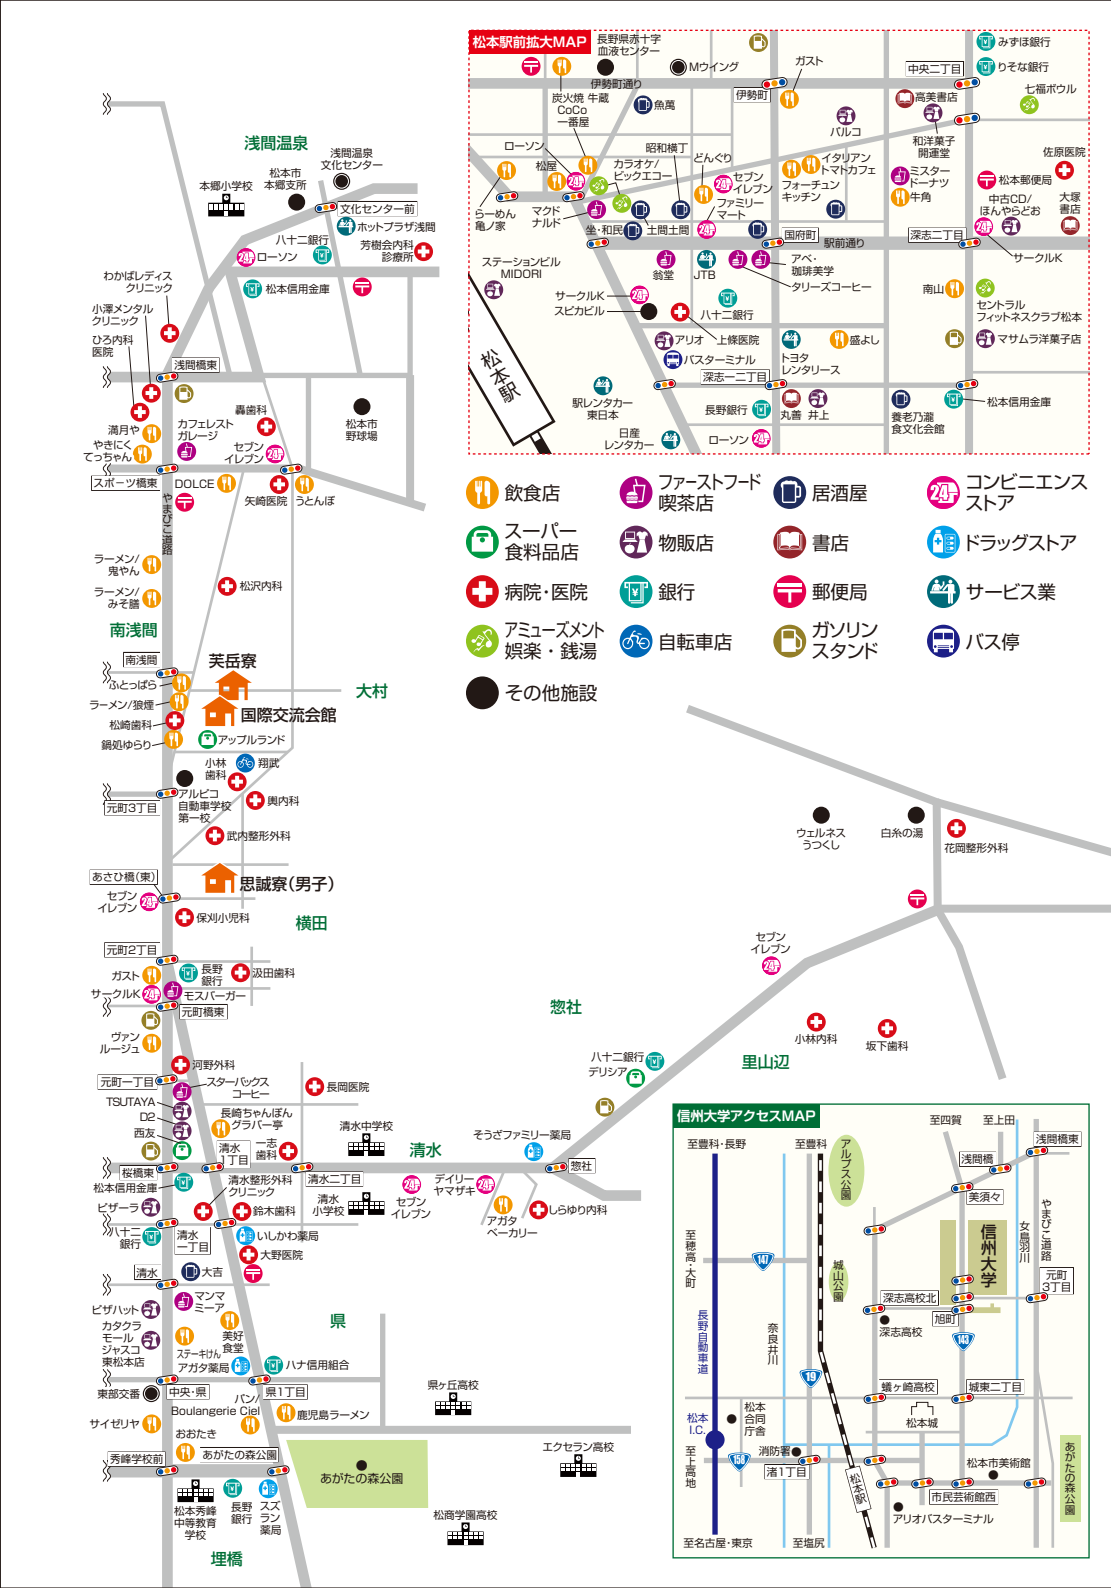 松本駅前拡大MAP
長野県赤十字
血液センター
Mウイング
伊勢町通り
ガスト
中央二丁目
みずほ銀行
りそな銀行
炭火焼 牛蔵
CoCo
一番屋
魚萬
伊勢町
パルコ
高美書店
和洋菓子
開運堂
七福ボウル
ローソン
松屋
カラオケ/
ビックエコー
昭和横丁
どんぐり
セブン
イレブン
ファミリー
マート
イタリアン
トマトカフェ
フォーチュン
キッチン
ミスター
ドーナツ
牛角
佐原医院
松本郵便局
中古CD/
ほんやらどお
大塚
書店
らーめん
亀ノ家
マクド
ナルド
坐・和民
土間土間
国府町
駅前通り
深志二丁目
サークルK
ステーションビル
MIDORI
翁堂
JTB
アベ・
珈琲美学
タリーズコーヒー
サークルK
スピカビル
八十二銀行
南山
セントラル
フィットネスクラブ松本
アリオ
上條医院
バスターミナル
盛よし
トヨタ
レンタリース
マサムラ洋菓子店
松本駅
深志一二丁目
駅レンタカー
東日本
長野銀行
丸善
井上
養老乃瀧
食文化会館
松本信用金庫
日産
レンタカー
ローソン
飲食店
ファーストフード
喫茶店
居酒屋
コンビニエンス
ストア
スーパー
食料品店
物販店
書店
ドラッグストア
病院・医院
銀行
郵便局
サービス業
アミューズメント
娯楽・銭湯
自転車店
ガソリン
スタンド
バス停
その他施設
浅間温泉
浅間温泉
文化センター
松本市
本郷支所
本郷小学校
文化センター前
ホットプラザ浅間
八十二銀行
ローソン
芳樹会内科
診療所
松本信用金庫
わかばレディス
クリニック
小澤メンタル
クリニック
ひろ内科
医院
浅間橋東
満月や
やきにく
てっちゃん
カフェレスト
ガレージ
轟歯科
セブン
イレブン
松本市
野球場
スポーツ橋東
DOLCE
矢崎医院
うとんぼ
やまびこ道路
ラーメン/
鬼やん
ラーメン/
みそ膳
松沢内科
南浅間
南浅間
芙岳寮
大村
ふとっぱら
ラーメン/狼煙
国際交流会館
松崎歯科
鍋処ゆらり
アップルランド
小林
歯科
翔武
アルピコ
自動車学校
第一校
輿内科
元町3丁目
武内整形外科
あさひ橋(東)
思誠寮(男子)
セブン
イレブン
保刈小児科
横田
元町2丁目
ガスト
長野
銀行
汲田歯科
サークルK
モスバーガー
元町橋東
ヴァン
ルージュ
河野外科
元町一丁目
スターバックス
コーヒー
長岡医院
TSUTAYA
D2
西友
長崎ちゃんぽん
グラバー亭
一志
歯科
清水
1丁目
清水中学校
清水
桜橋東
松本信用金庫
清水整形外科
クリニック
清水二丁目
ピザーラ
鈴木歯科
清水
小学校
八十二
銀行
清水
一丁目
いしかわ薬局
大野医院
清水
大吉
ピザハット
マンマ
ミーア
カタクラ
モール
ジャスコ
東松本店
美好
食堂
ステーキけん
アガタ薬局
ハナ信用組合
県
東部交番
中央・県
県1丁目
パン/
Boulangerie Ciel
鹿児島ラーメン
サイゼリヤ
おおたき
秀峰学校前
あがたの森公園
あがたの森公園
松本秀峰
中等教育
学校
長野
銀行
スズ
ラン
薬局
埋橋
県ヶ丘高校
エクセラン高校
松商学園高校
ウェルネス
うつくし
白糸の湯
花岡整形外科
セブン
イレブン
惣社
小林内科
坂下歯科
里山辺
八十二銀行
デリシア
そうざファミリー薬局
惣社
デイリー
ヤマザキ
セブン
イレブン
アガタ
ベーカリー
しらゆり内科
信州大学アクセスMAP
至豊科・長野
至豊科
アルプス公園
至四賀
至上田
浅間橋東
浅間橋
美須々
やまびこ道路
女鳥羽川
信州大学
至穂高・大町
147
城山公園
元町
3丁目
深志高校北
旭町
深志高校
143
長野自動車道
奈良井川
19
蟻ヶ崎高校
城東二丁目
松本城
松本
I.C.
松本
合同
庁舎
至上高地
158
消防署
渚1丁目
松本駅
松本市美術館
市民芸術館西
アリオバスターミナル
あがたの森公園
至名古屋・東京
至塩尻